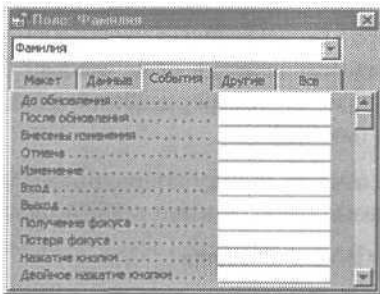 Поле: Фамилия
Фамилия
Макет Данные События Другие Все
До обновления
После обновления
Внесены изменения
Отмена
Изменение
Вход
Выход
Получение фокуса
Потеря фокуса
Нажатие кнопки
Двойное нажатие кнопки